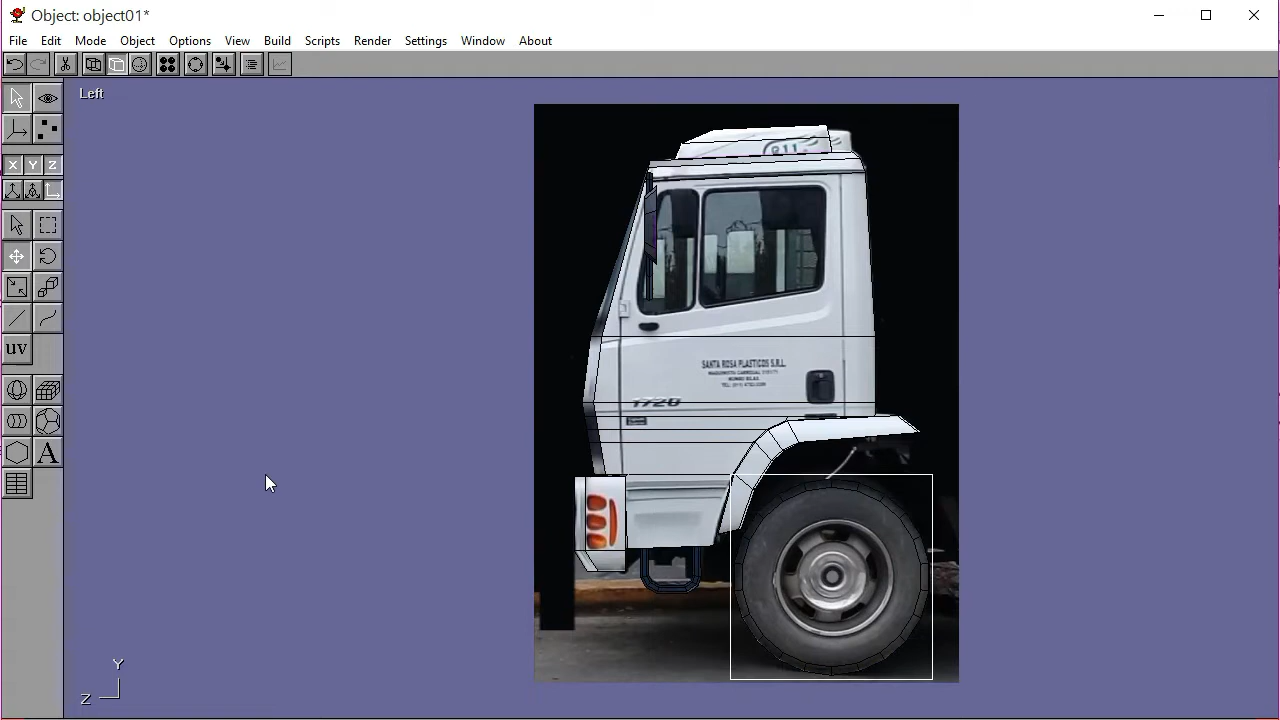 Object: object01*
File Edit Mode Object Options View Build Scripts Render Settings Window About
X Y Z
uv
A
Left
SANTA ROSA PLASTICOS S.R.L.
1720
Y
Z